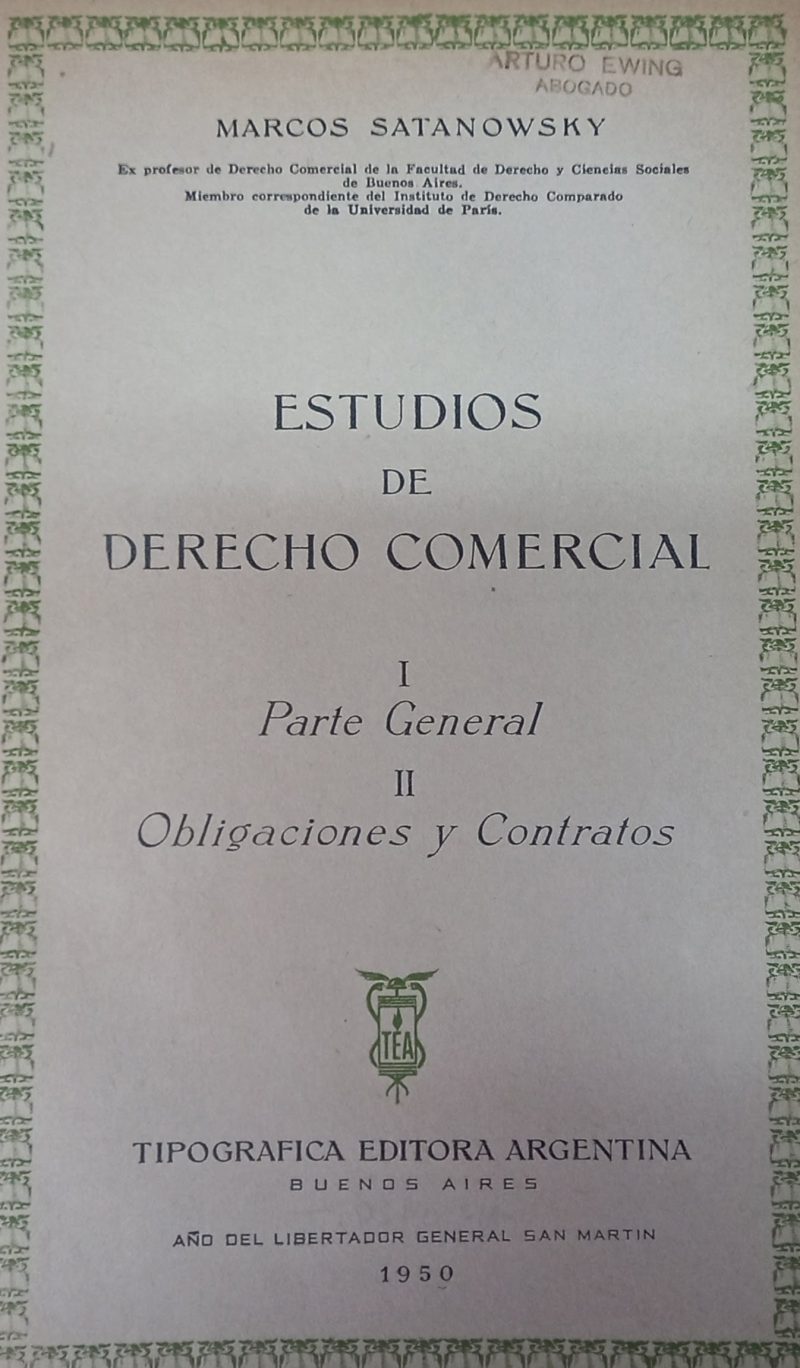 ARTURO EWING
ABOGADO
MARCOS SATANOWSKY
Ex profesor de Derecho Comercial de la Facultad de Derecho y Ciencias Sociales
de Buenos Aires.
Miembro correspondiente del Instituto de Derecho Comparado
de la Universidad de París.
ESTUDIOS
DE
DERECHO COMERCIAL
I
Parte General
II
Obligaciones y Contratos
TEA
TIPOGRAFICA EDITORA ARGENTINA
BUENOS AIRES
AÑO DEL LIBERTADOR GENERAL SAN MARTIN
1950